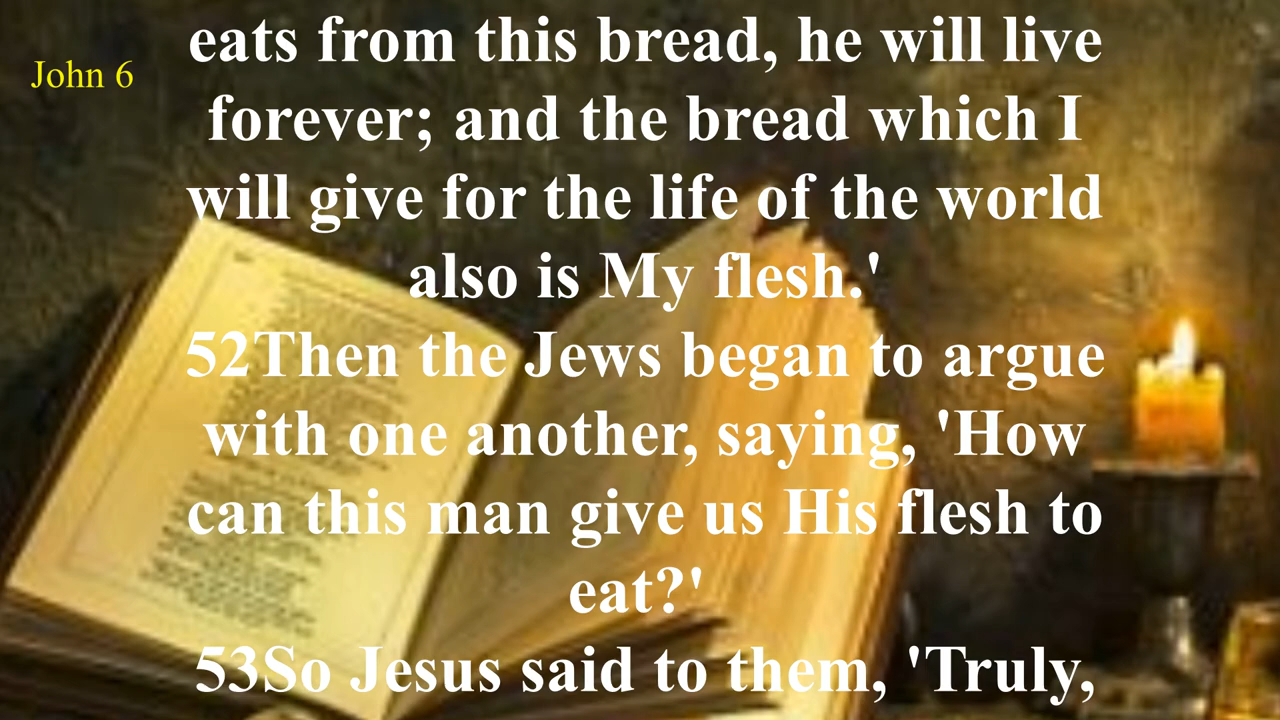 John 6
eats from this bread, he will live
forever; and the bread which I
will give for the life of the world
also is My flesh.'
52Then the Jews began to argue
with one another, saying, 'How
can this man give us His flesh to
eat?'
53So Jesus said to them, 'Truly,